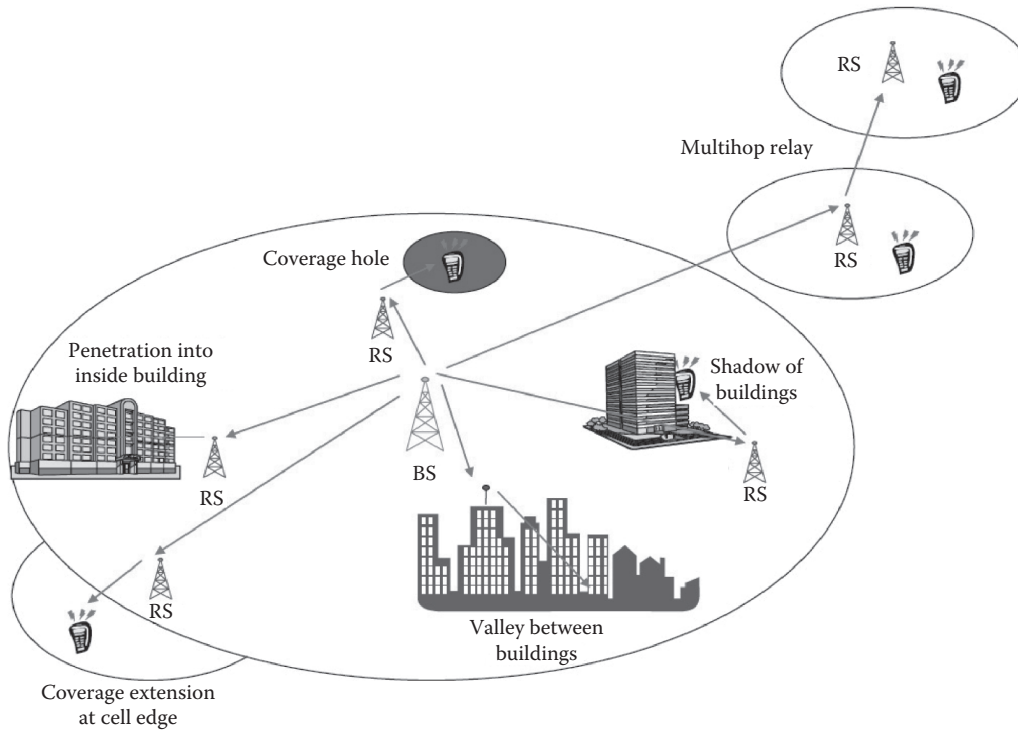 RS
Multihop relay
RS
Coverage hole
RS
Penetration into
inside building
Shadow of
buildings
RS
BS
RS
RS
Valley between
buildings
Coverage extension
at cell edge